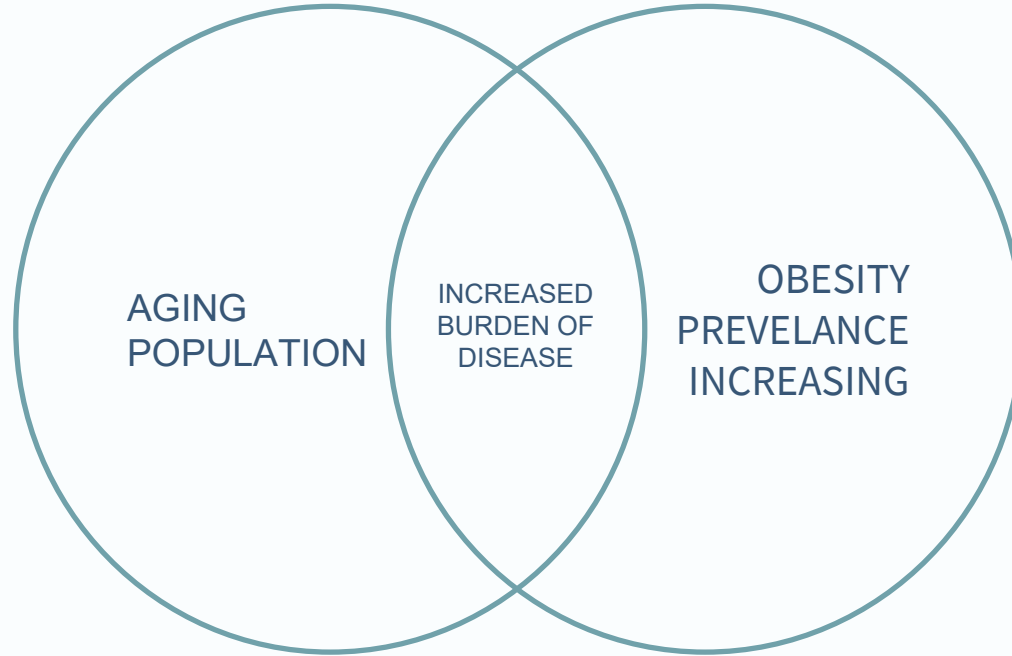 AGING
POPULATION
INCREASED
BURDEN OF
DISEASE
OBESITY
PREVELANCE
INCREASING